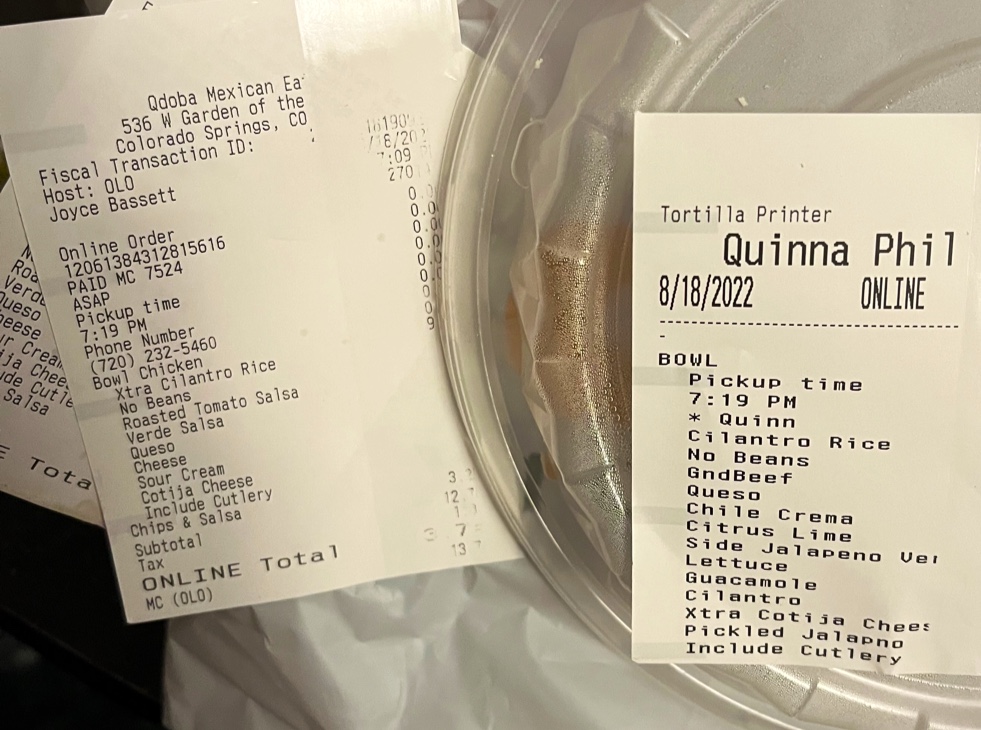 Qdoba Mexican Ea
536 W Garden of the
Colorado Springs, CO
Fiscal Transaction ID:
Host: OLO
7:09
Joyce Bassett
270
Online Order
12061384312815616
PAID MC 7524
ASAP
Pickup time
7:19 PM
Phone Number
(720) 232-5460
Bowl Chicken
Xtra Cilantro Rice
No Beans
Roasted Tomato Salsa
Verde Salsa
Queso
Cheese
Sour Cream
Cotija Cheese
Include Cutlery
Chips & Salsa
Subtotal
Tax
ONLINE Total
MC (OLO)
Salsa
Tortilla Printer
Quinna Phil
8/18/2022 ONLINE
-
BOWL
Pickup time
7:19 PM
* Quinn
Cilantro Rice
No Beans
GndBeef
Queso
Chile Crema
Citrus Lime
Side Jalapeno Ver
Lettuce
Guacamole
Cilantro
Xtra Cotija Chees
Pickled Jalapno
Include Cutlery